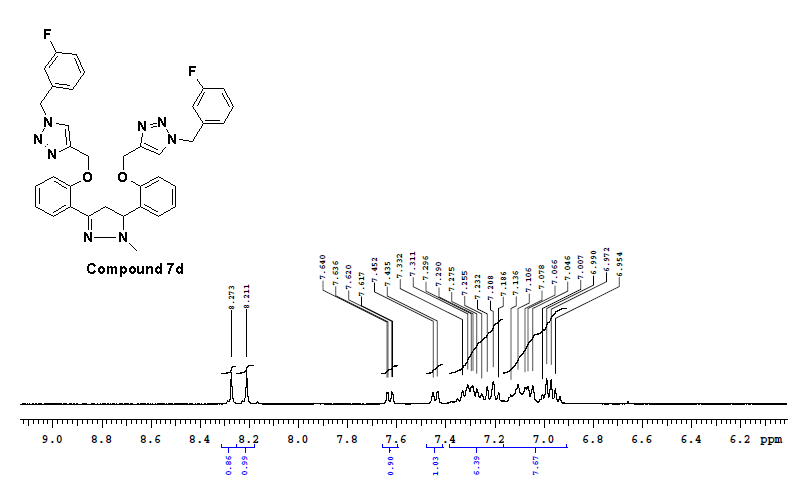 F
F
N
N
N
N
N
N
O
O
N
N
Compound 7d
8.273
8.211
7.640
7.636
7.620
7.617
7.452
7.435
7.332
7.311
7.296
7.290
7.275
7.255
7.232
7.208
7.186
7.136
7.106
7.078
7.066
7.046
7.007
6.990
6.972
6.954
9.0 8.8 8.6 8.4 8.2 8.0 7.8 7.6 7.4 7.2 7.0 6.8 6.6 6.4 6.2 ppm
0.86
0.99
0.90
1.03
6.39
7.67